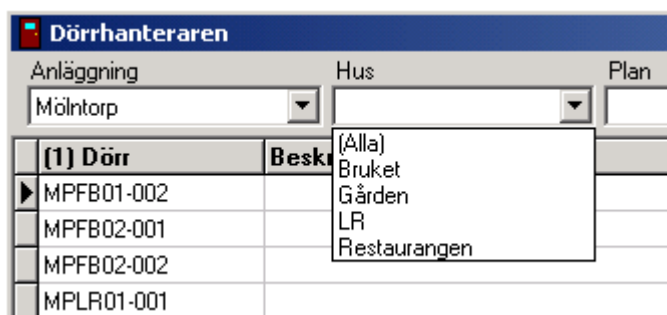 Dörrhanteraren
Anläggning Hus Plan
Mölntorp
(Alla)
Bruket
Gården
LR
Restaurangen
(1) Dörr
MPFB01-002
MPFB02-001
MPFB02-002
MPLR01-001